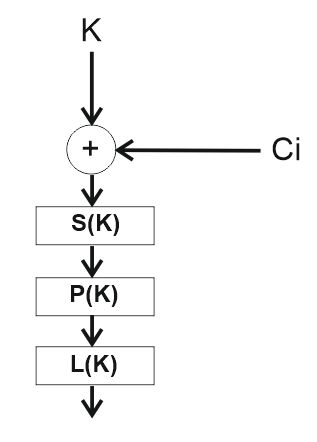 K
+
Ci
S(K)
P(K)
L(K)